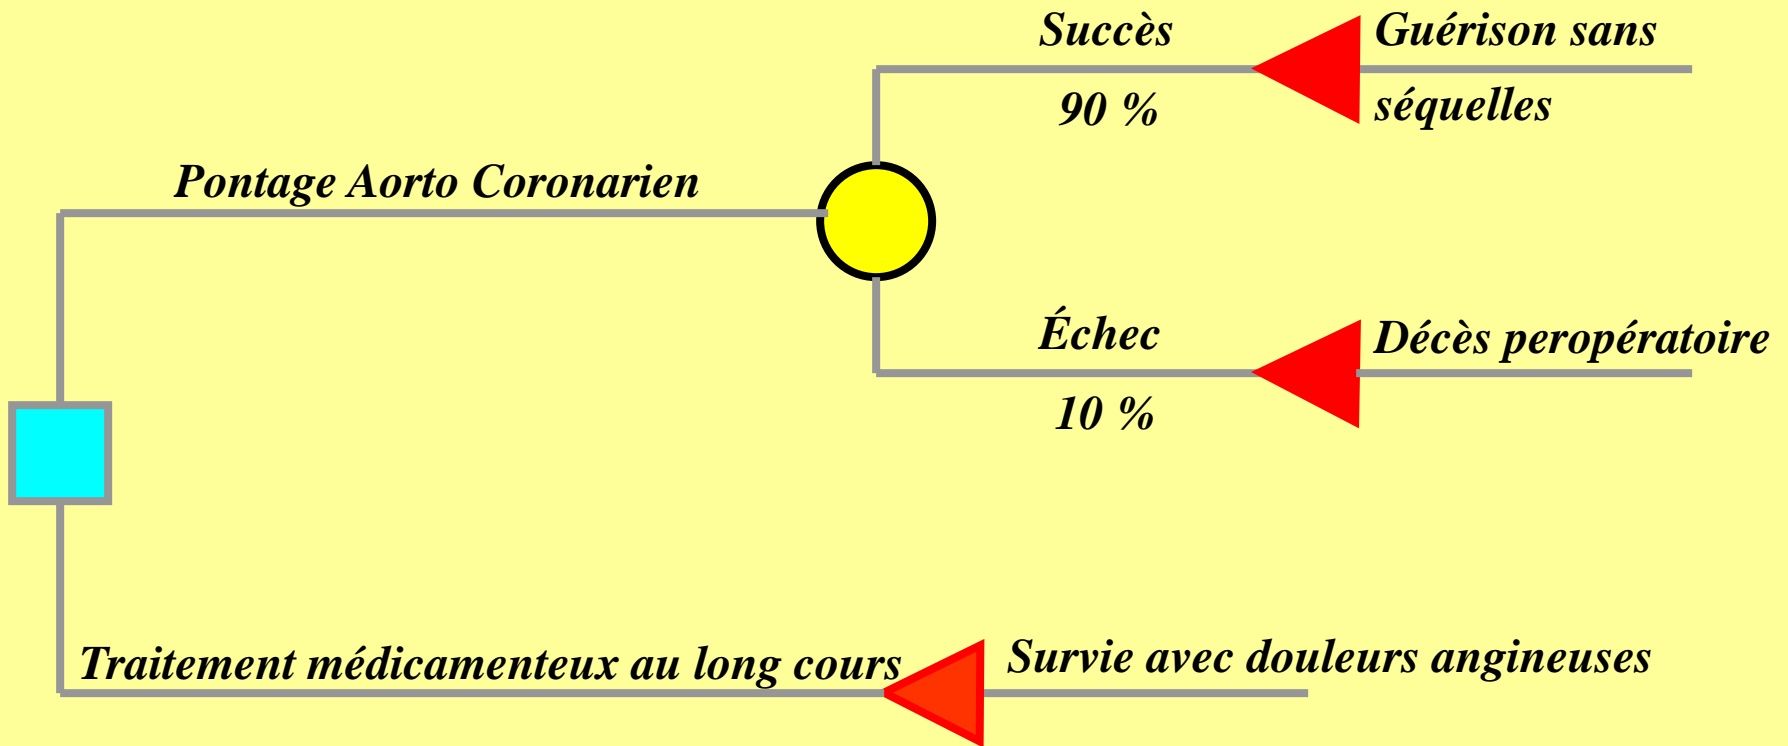 Succès
90 %
Guérison sans
séquelles
Pontage Aorto Coronarien
Échec
10 %
Décès peropératoire
Traitement médicamenteux au long cours
Survie avec douleurs angineuses